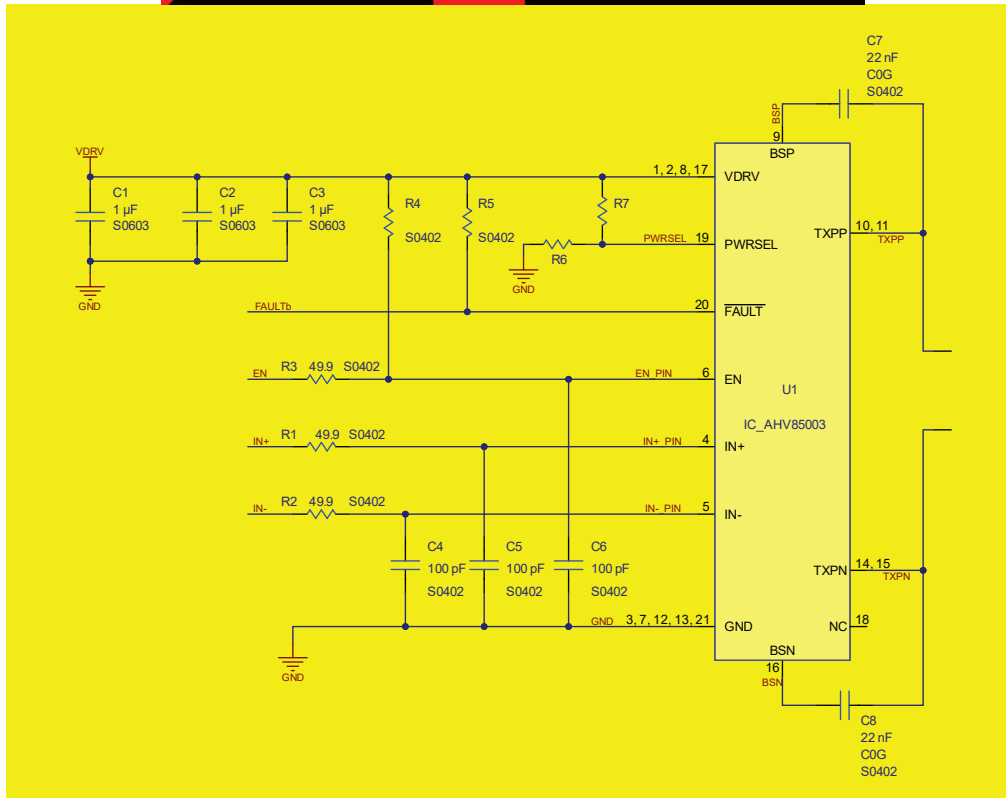 C7
22 nF
C0G
S0402
BSP
9
BSP
VDRV
1, 2, 8, 17
VDRV
C1
1 µF
S0603
C2
1 µF
S0603
C3
1 µF
S0603
R4
S0402
R5
S0402
R7
PWRSEL
19
PWRSEL
R6
GND
TXPP
10, 11
TXPP
GND
FAULTb
20
FAULT
EN
R3
49.9
S0402
EN_PIN
6
EN
U1
IC_AHV85003
IN+
R1
49.9
S0402
IN+_PIN
4
IN+
IN-
R2
49.9
S0402
IN-_PIN
5
IN-
C4
100 pF
S0402
C5
100 pF
S0402
C6
100 pF
S0402
TXPN
14, 15
TXPN
GND
3, 7, 12, 13, 21
GND
NC
18
GND
BSN
16
BSN
C8
22 nF
C0G
S0402